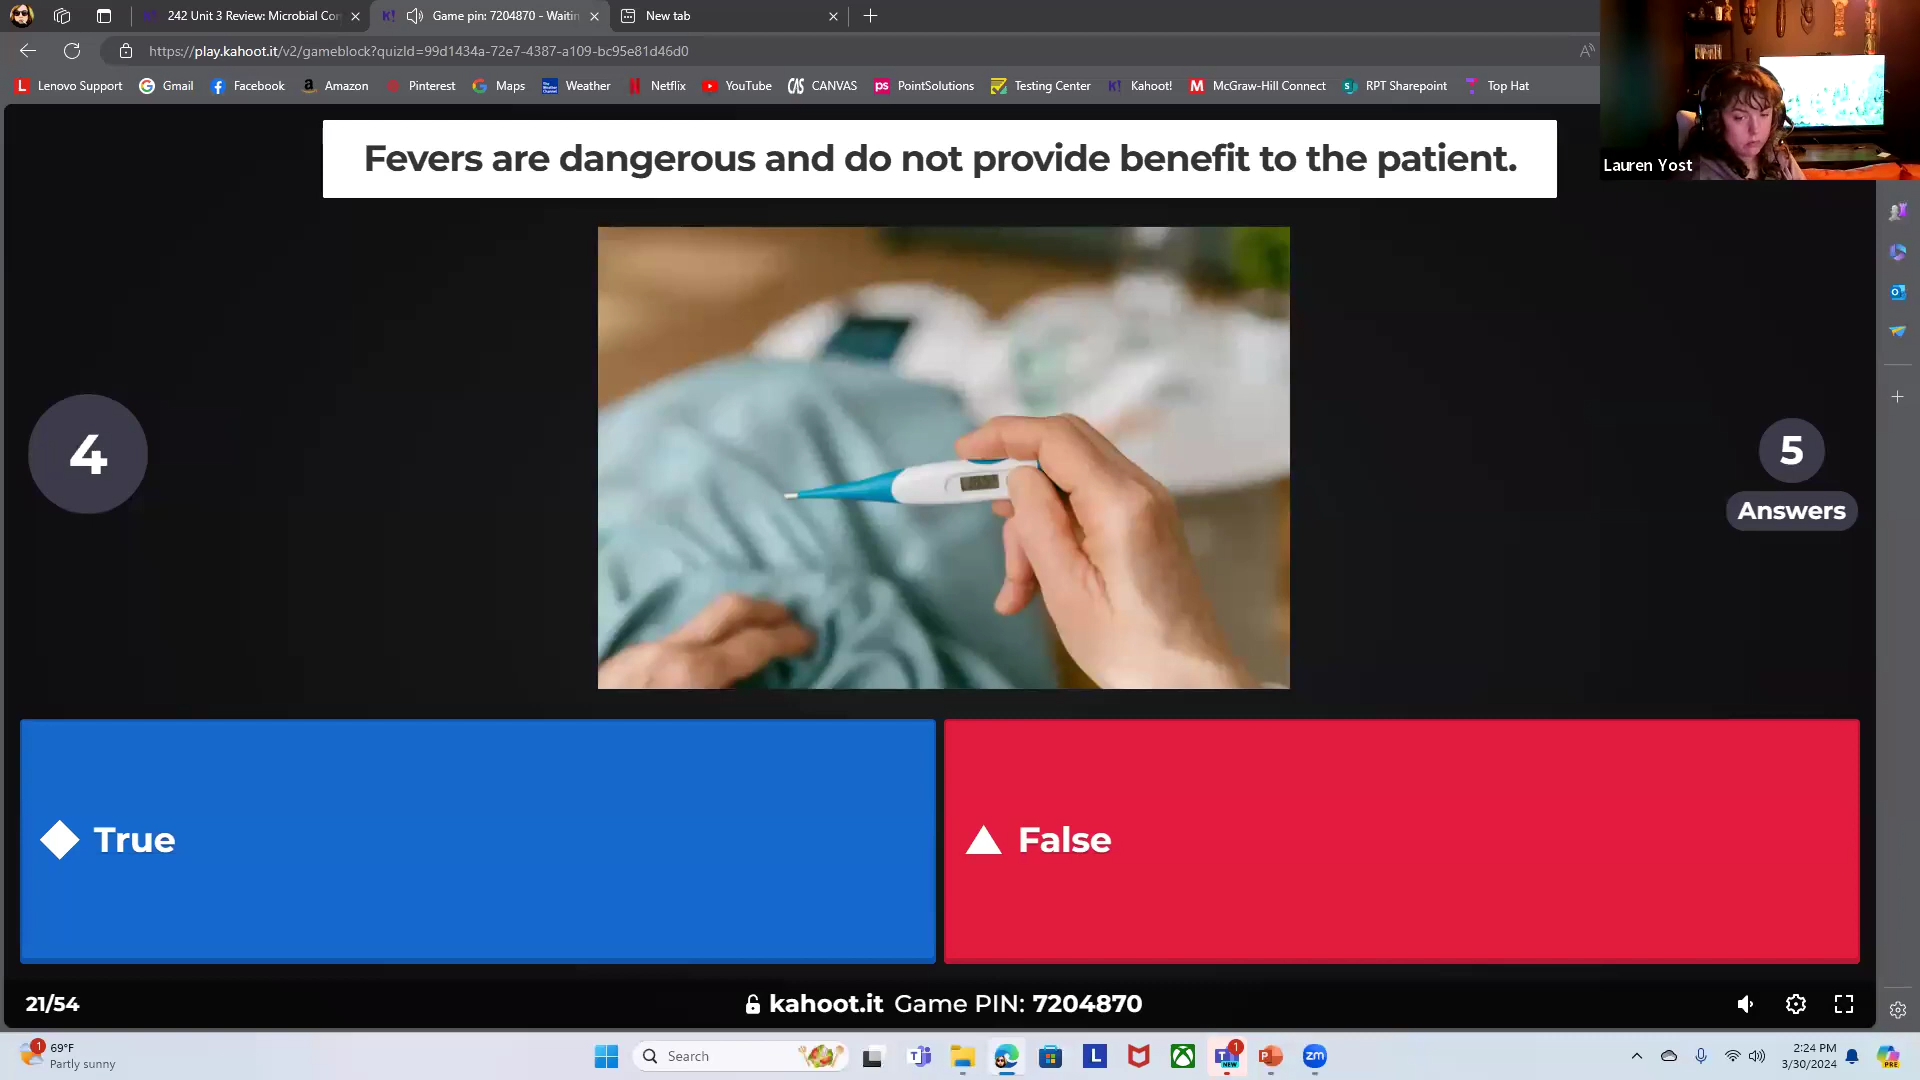 242 Unit 3 Review: Microbial Con
Game pin: 7204870 - Waitin
New tab
https://play.kahoot.it/v2/gameblock?quizId=99d1434a-72e7-4387-a109-bc95e81d46d0
Lenovo Support
Gmail
Facebook
Amazon
Pinterest
Maps
Weather
Netflix
YouTube
CANVAS
PointSolutions
Testing Center
Kahoot!
McGraw-Hill Connect
RPT Sharepoint
Top Hat
Lauren Yost
Fevers are dangerous and do not provide benefit to the patient.
4
5
Answers
True
False
21/54
kahoot.it Game PIN: 7204870
69°F
Partly sunny
Search
2:24 PM
3/30/2024